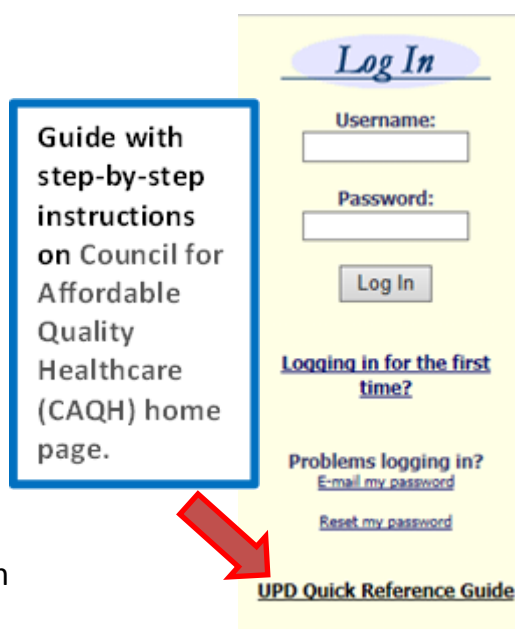 Log In
Guide with
step-by-step
instructions
on Council for
Affordable
Quality
Healthcare
(CAQH) home
page.
Username:
Password:
Log In
Logging in for the first
time?
Problems logging in?
E-mail my password
Reset my password
n
UPD Quick Reference Guide